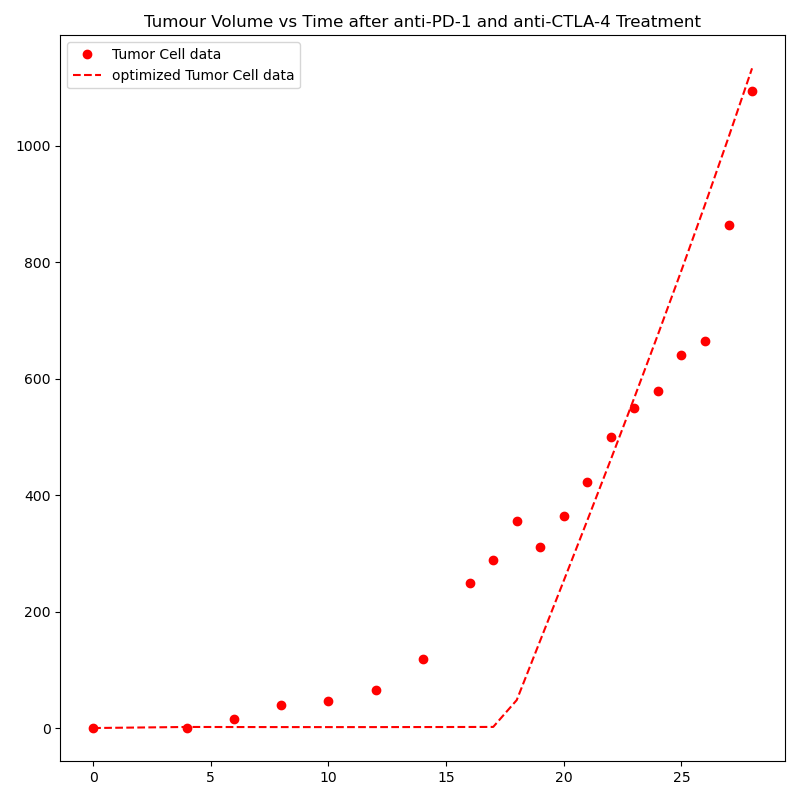 Tumour Volume vs Time after anti-PD-1 and anti-CTLA-4 Treatment
Tumor Cell data
optimized Tumor Cell data
1000
800
600
400
200
0
0 5 10 15 20 25